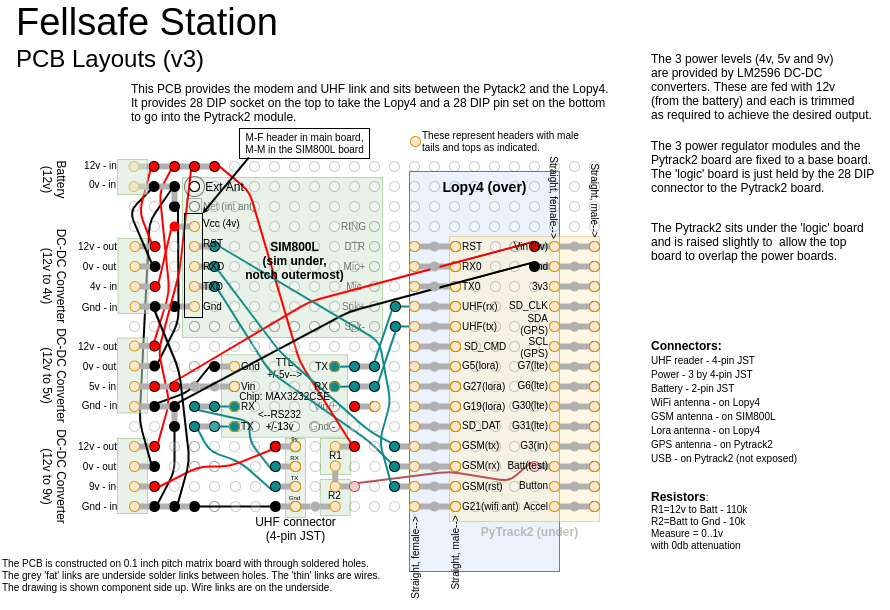 Fellsafe Station
PCB Layouts (v3)
This PCB provides the modem and UHF link and sits between the Pytack2 and the Lopy4.
It provides 28 DIP socket on the top to take the Lopy4 and a 28 DIP pin set on the bottom
to go into the Pytrack2 module.
The 3 power levels (4v, 5v and 9v)
are provided by LM2596 DC-DC
converters. These are fed with 12v
(from the battery) and each is trimmed
as required to achieve the desired output.
The 3 power regulator modules and the
Pytrack2 board are fixed to a base board.
The 'logic' board is just held by the 28 DIP
connector to the Pytrack2 board.
The Pytrack2 sits under the 'logic' board
and is raised slightly to  allow the top
board to overlap the power boards.
Connectors:
UHF reader - 4-pin JST
Power - 3 by 4-pin JST
Battery - 2-pin JST
WiFi antenna - on Lopy4
GSM antenna - on SIM800L
Lora antenna - on Lopy4
GPS antenna - on Pytrack2
USB - on Pytrack2 (not exposed)
Resistors:
R1=12v to Batt - 110k
R2=Batt to Gnd - 10k
Measure = 0..1v
with 0db attenuation
M-F header in main board,
M-M in the SIM800L board
These represent headers with male
tails and topts as indicated.
Battery
(12v)
12v - in
0v - in
DC-DC Converter
(12v to 4v)
12v - out
0v - out
4v - in
Gnd - in
DC-DC Converter
(12v to 5v)
12v - out
0v - out
5v - in
Gnd - in
DC-DC Converter
(12v to 9v)
12v - out
0v - out
9v - in
Gnd - in
Ext Ant
Net (int ant)
Vcc (4v)
RST
RXD
TXD
Gnd
RING
DTR
Mic+
Mic-
Spk+
Spk-
SIM800L
(sim under,
notch outermost)
Gnd
Vin
RX
TX
TTL
+/-5v-->
Chip: MAX3232CSE
<--RS232
+/-13v
TX
RX
Gnd
9v
RX
TX
Gnd
R1
R2
UHF connector
(4-pin JST)
Lopy4 (over)
Straight, female-->
Straight, male-->
RST
RX0
TX0
UHF(rx)
UHF(tx)
SD_CMD
G5(lora)
G27(lora)
G19(lora)
SD_DAT
GSM(tx)
GSM(rx)
GSM(rst)
G21(wifi ant)
3v3
SD_CLK
SDA
(GPS)
SCL
(GPS)
G7(lte)
G6(lte)
G30(lte)
G31(lte)
G3(in)
Batt(test)
Button
Accel
PyTrack2 (under)
Straight, female-->
Straight, male-->
The PCB is constructed on 0.1 inch pitch matrix board with through soldered holes.
The grey 'fat' links are underside solder links between holes. The 'thin' links are wires.
The drawing is shown component side up. Wire links are on the underside.